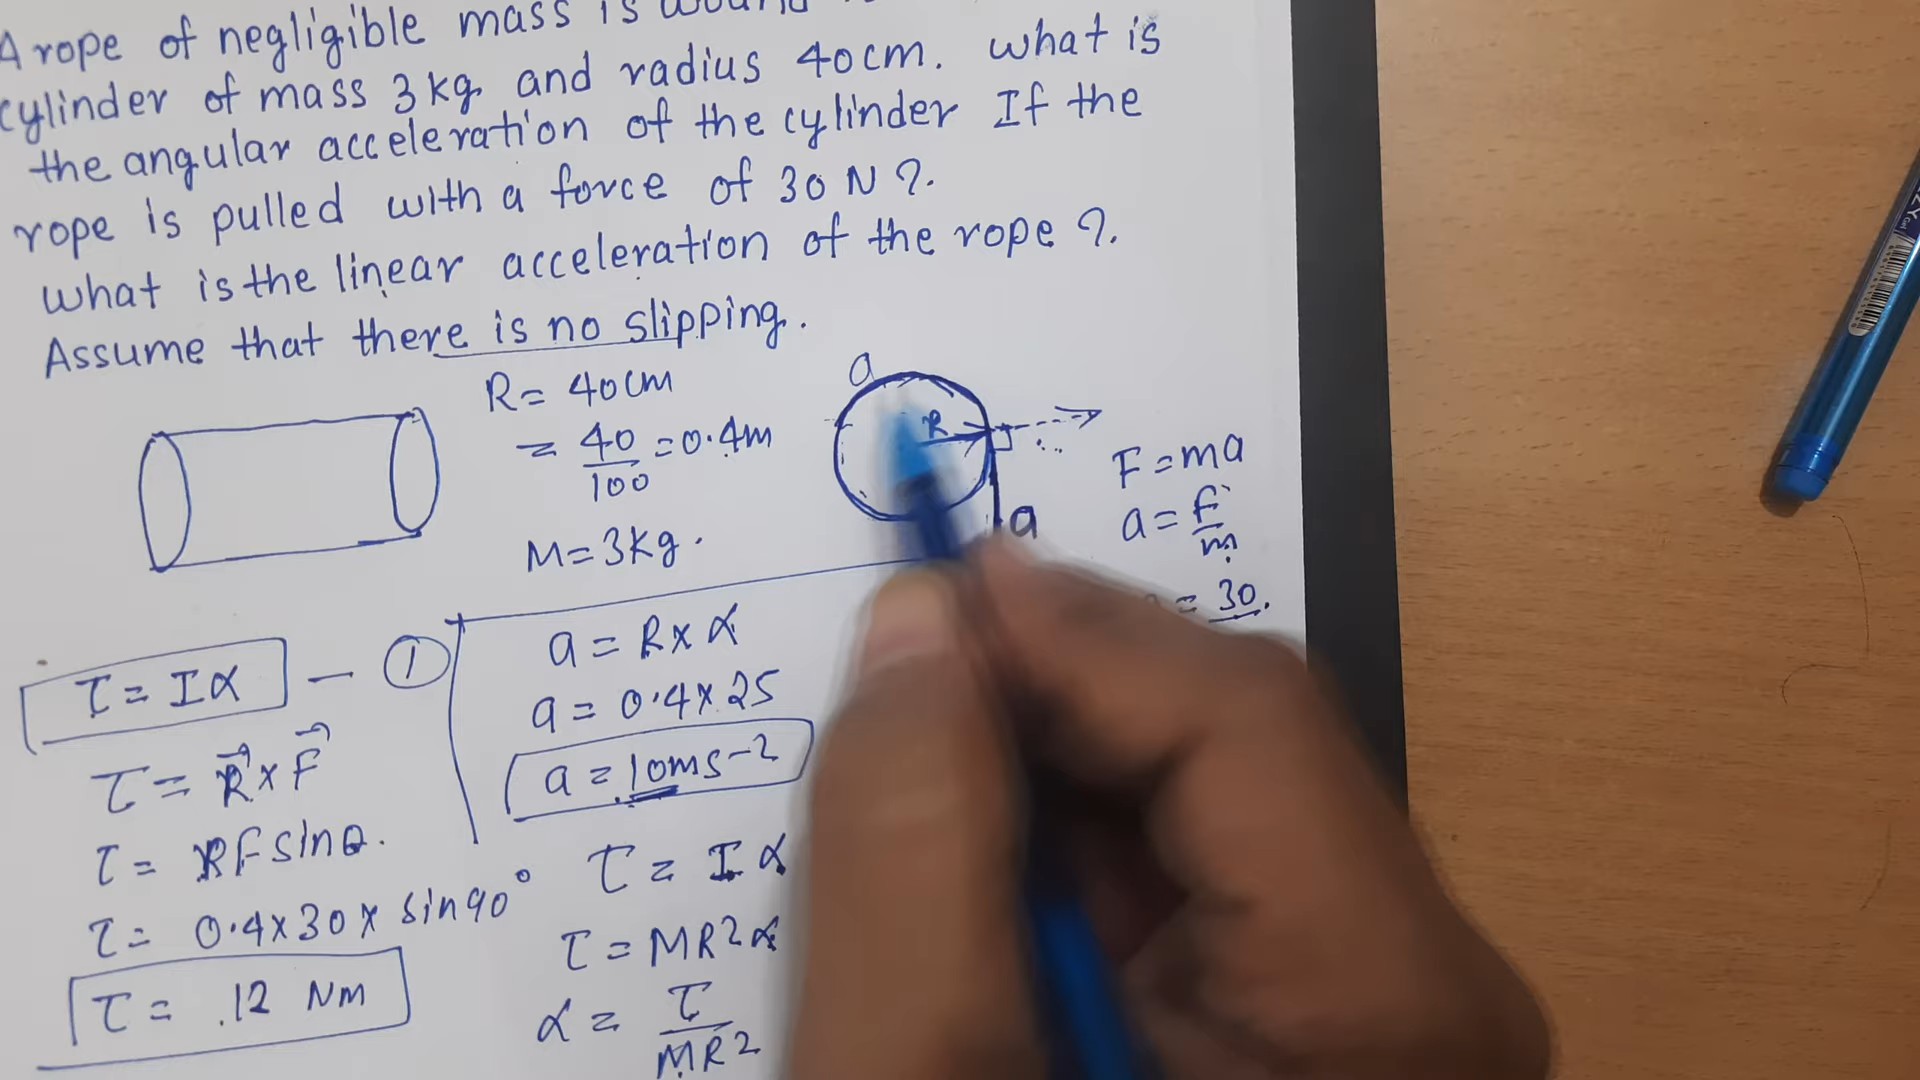 A rope of negligible mass is wound
cylinder of mass 3 kg and radius 40cm. what is
the angular acceleration of the cylinder If the
rope is pulled with a force of 30 N ?.
what is the linear acceleration of the rope ?.
Assume that there is no slipping.
R = 40cm
= 40/100 = 0.4m
M = 3kg.
a
R
a
F = ma
a = F/m
= 30
τ = Iα — ①
τ = R⃗ x F⃗
τ = RF sinθ.
τ = 0.4 x 30 x sin90°
τ = .12 Nm
a = R x α
a = 0.4 x 25
a = 10ms-2
τ = I α
τ = MR2α
α = τ/MR2